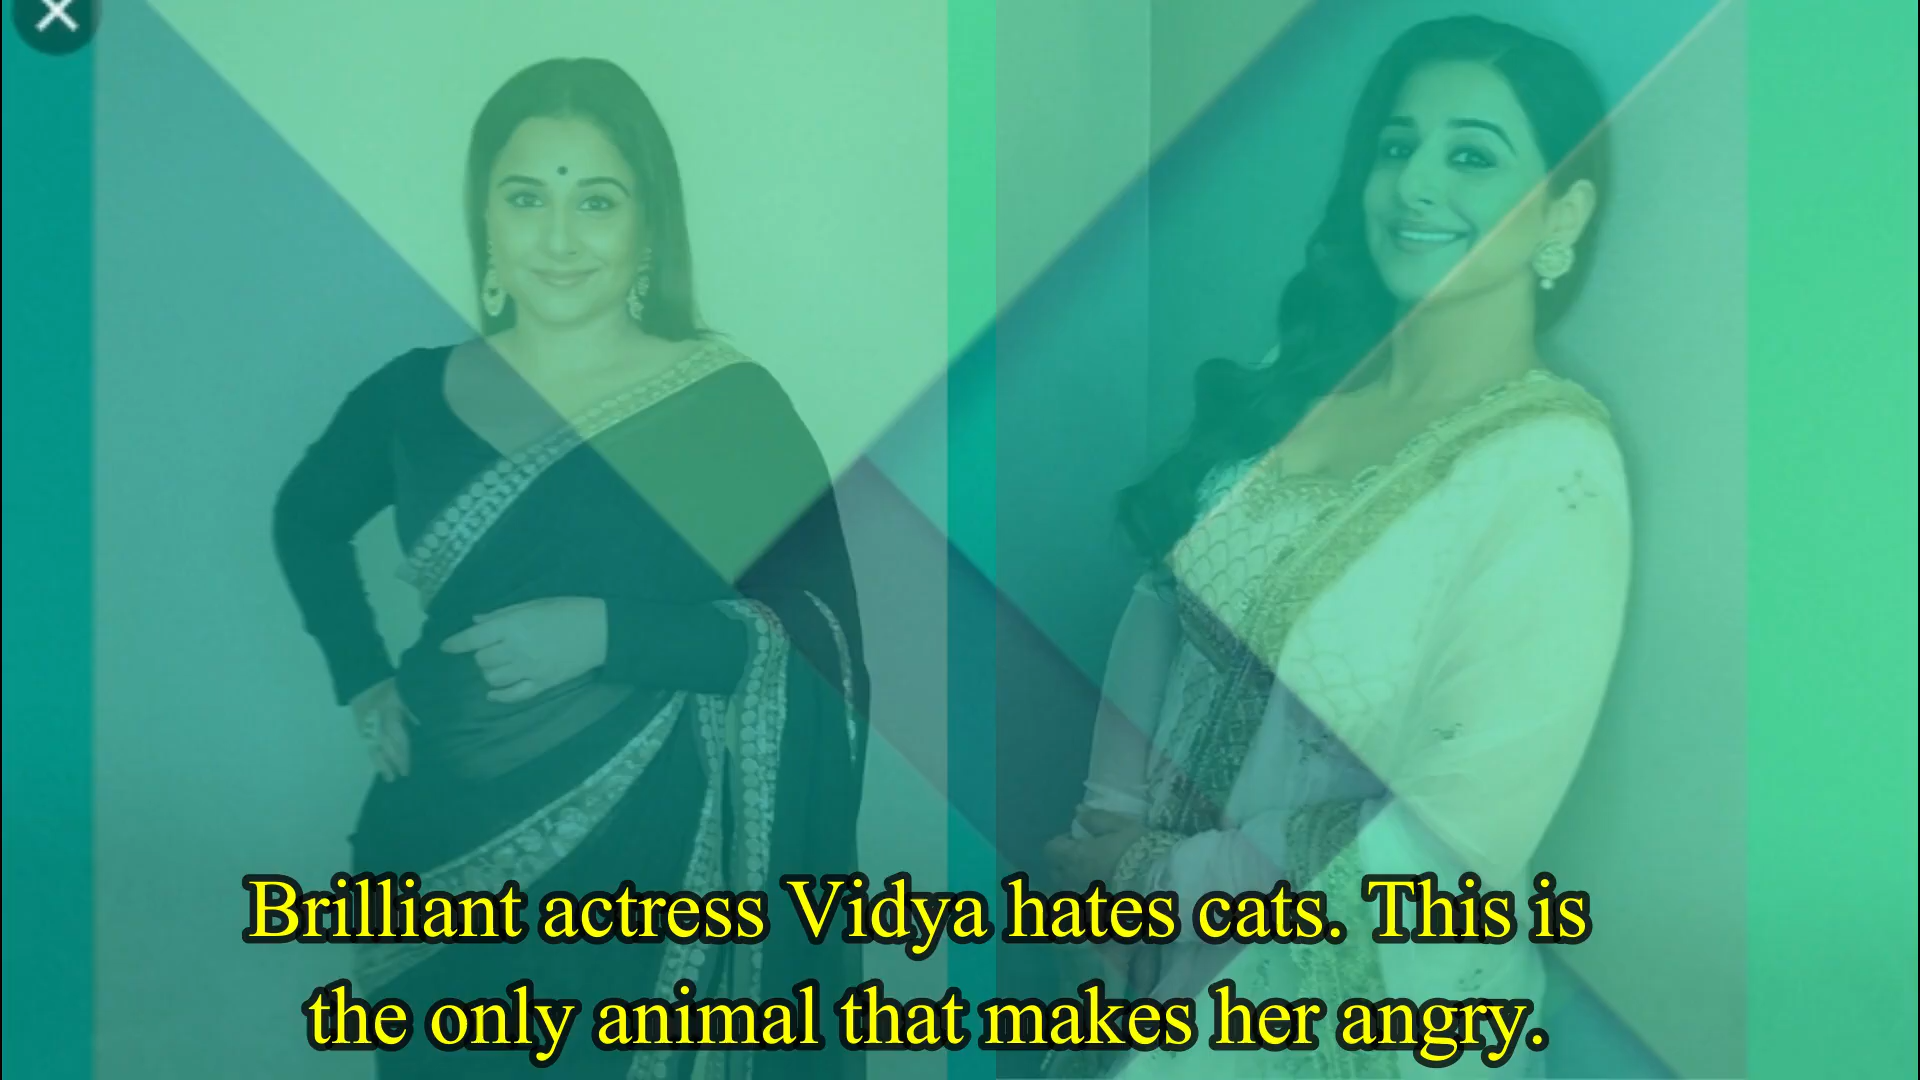 Brilliant actress Vidya hates cats. This is
the only animal that makes her angry.